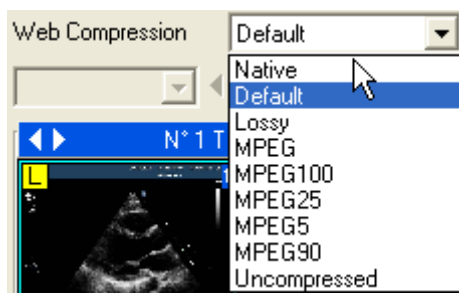 Web Compression Default
Native
Default
Lossy
N° 1 T MPEG
MPEG100
L MPEG25
MPEG5
MPEG90
Uncompressed